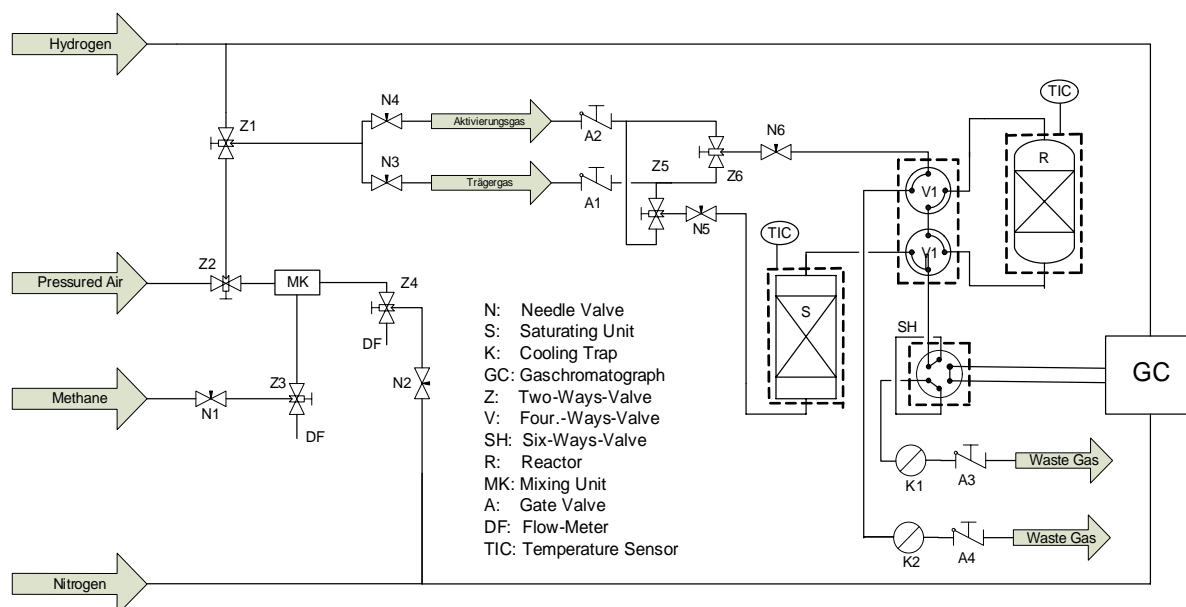 Hydrogen
TIC
Z1
N4
Aktivierungsgas
A2
N6
R
N3
Trägergas
A1
Z5
Z6
V1
N5
TIC
V1
Pressured Air
Z2
MK
Z4
DF
S
SH
GC
Methane
N1
Z3
DF
N2
N: Needle Valve
S: Saturating Unit
K: Cooling Trap
GC: Gaschromatograph
Z: Two-Ways-Valve
V: Four.-Ways-Valve
SH: Six-Ways-Valve
R: Reactor
MK: Mixing Unit
A: Gate Valve
DF: Flow-Meter
TIC: Temperature Sensor
K1
A3
Waste Gas
K2
A4
Waste Gas
Nitrogen